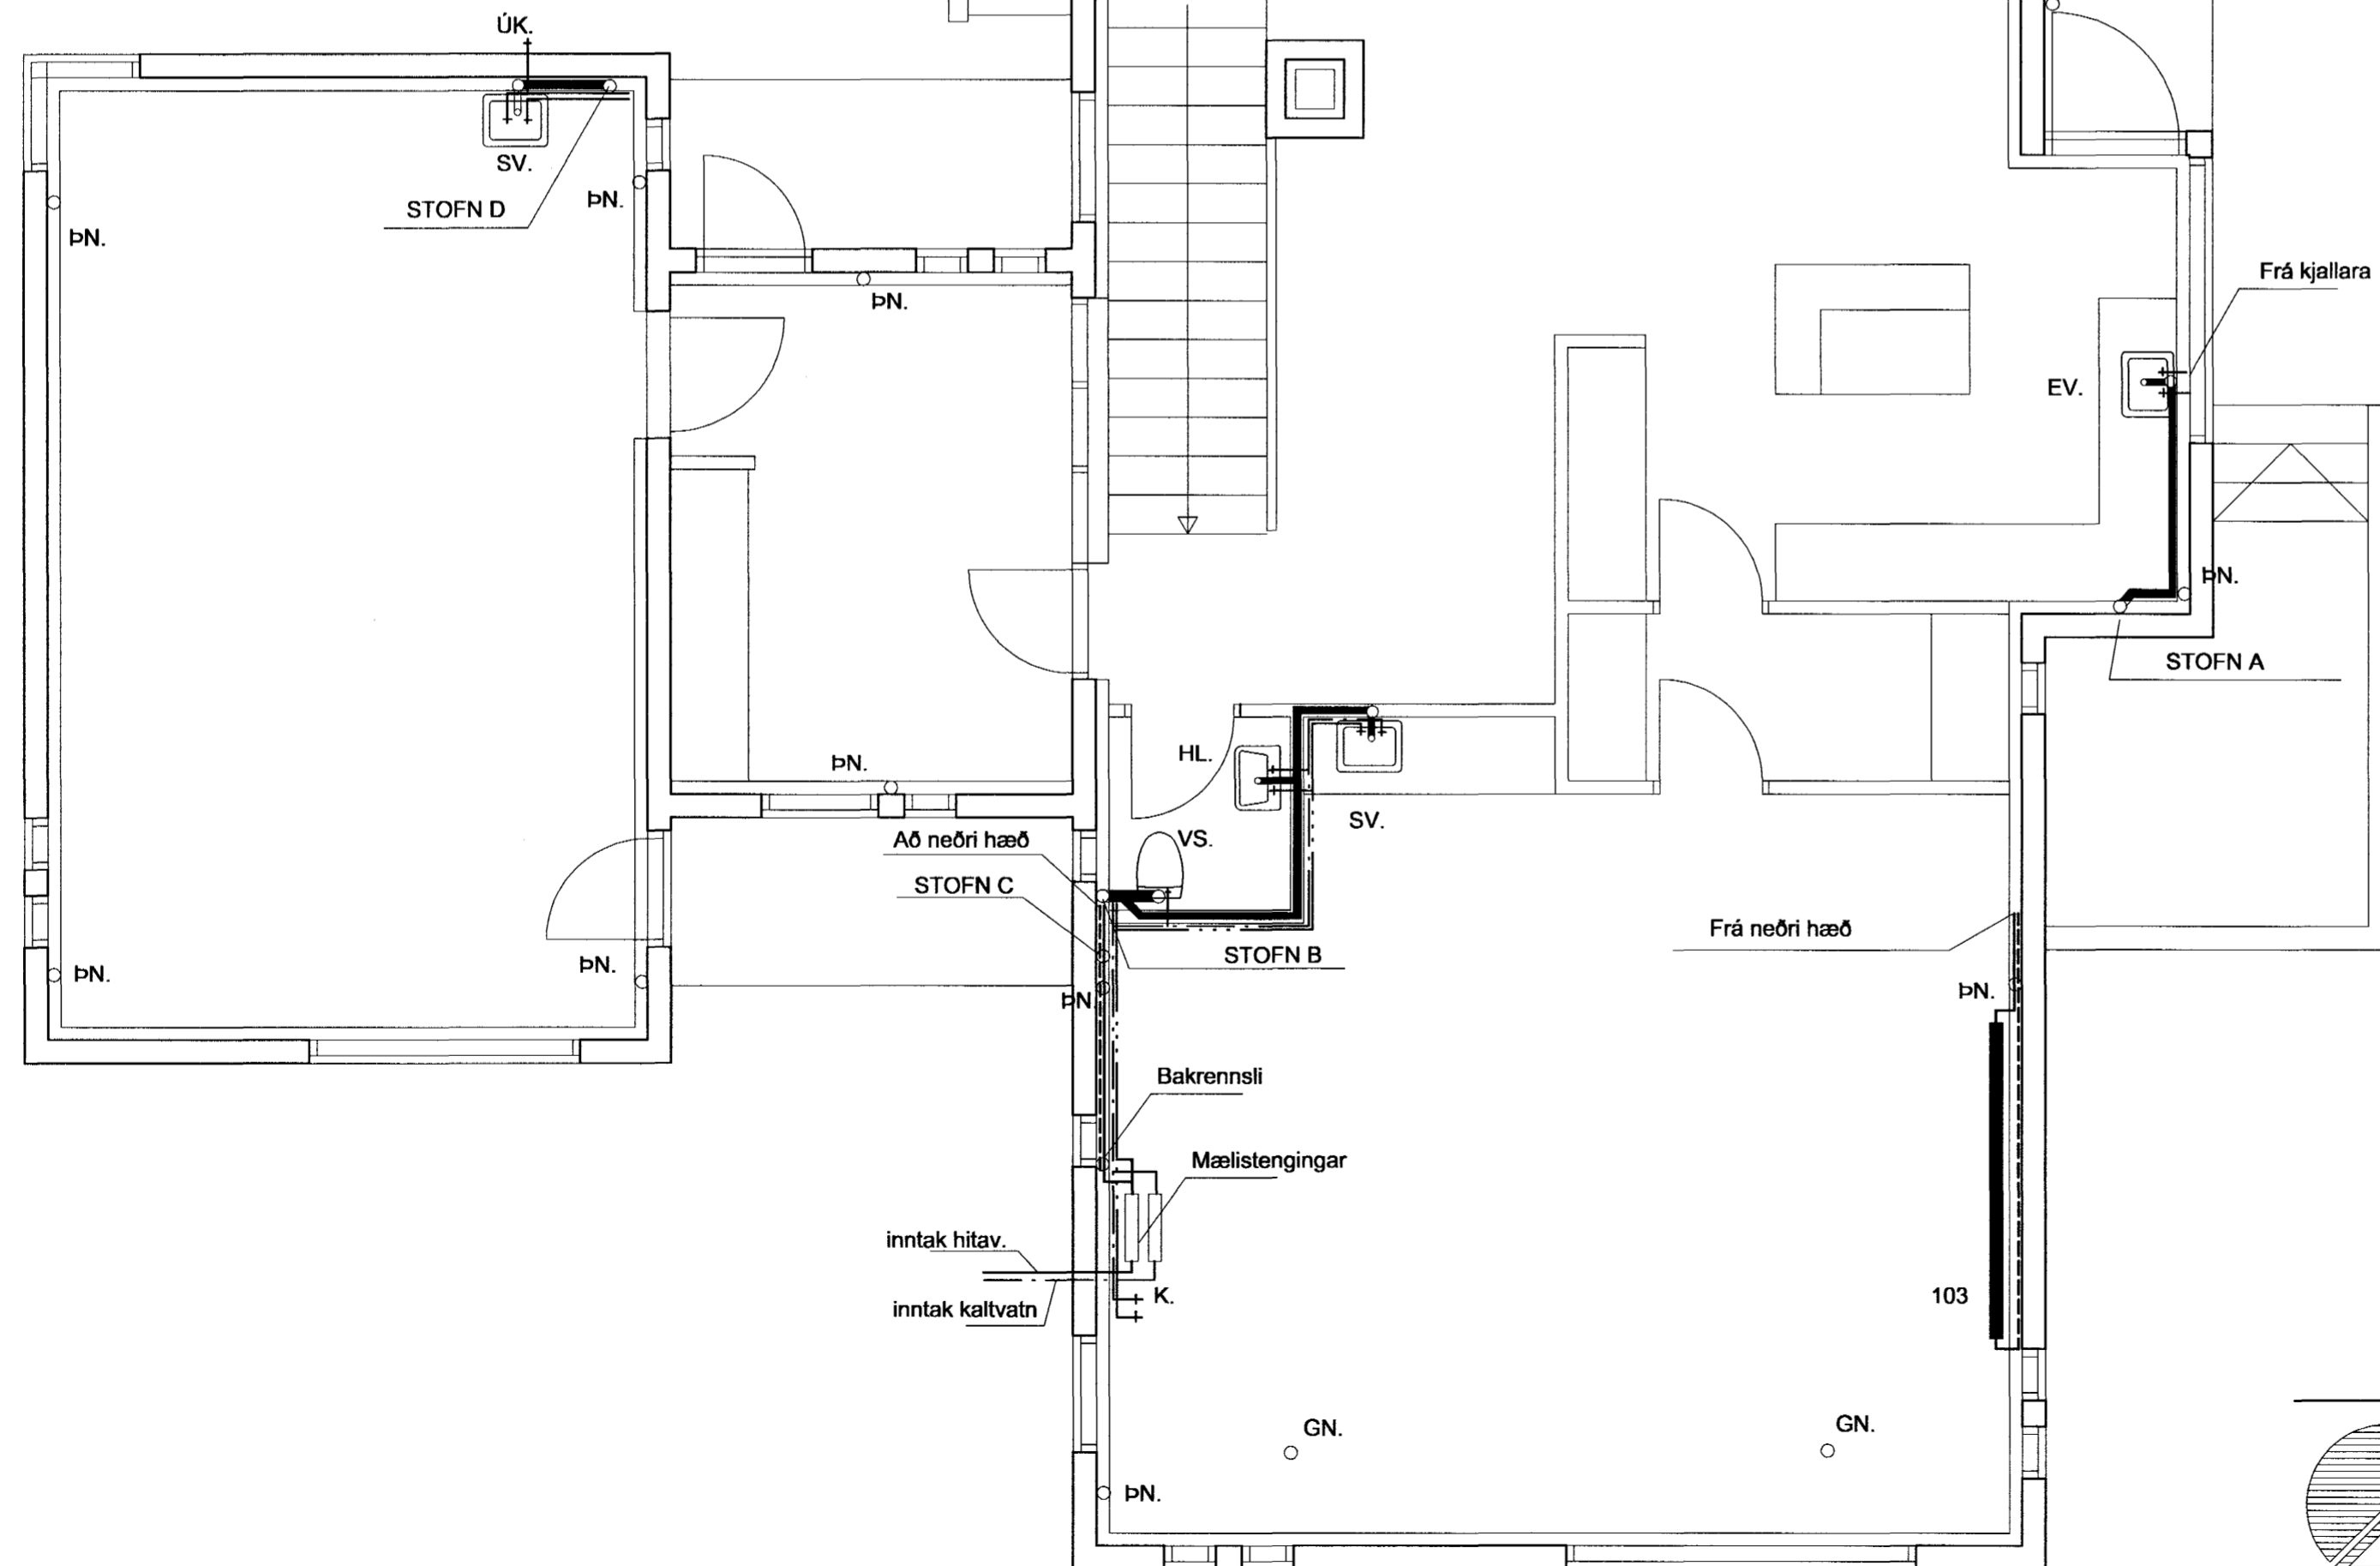 ÚK.
SV.
STOFN D
ÞN.
ÞN.
ÞN.
Frá kjallara
EV.
ÞN.
STOFN A
HL.
ÞN.
SV.
VS.
Að neðri hæð
STOFN C
STOFN B
Frá neðri hæð
ÞN.
ÞN.
ÞN.
ÞN.
Bakrennsli
Mælistengingar
inntak hitav.
K.
103
inntak kaltvatn
GN.
GN.
ÞN.